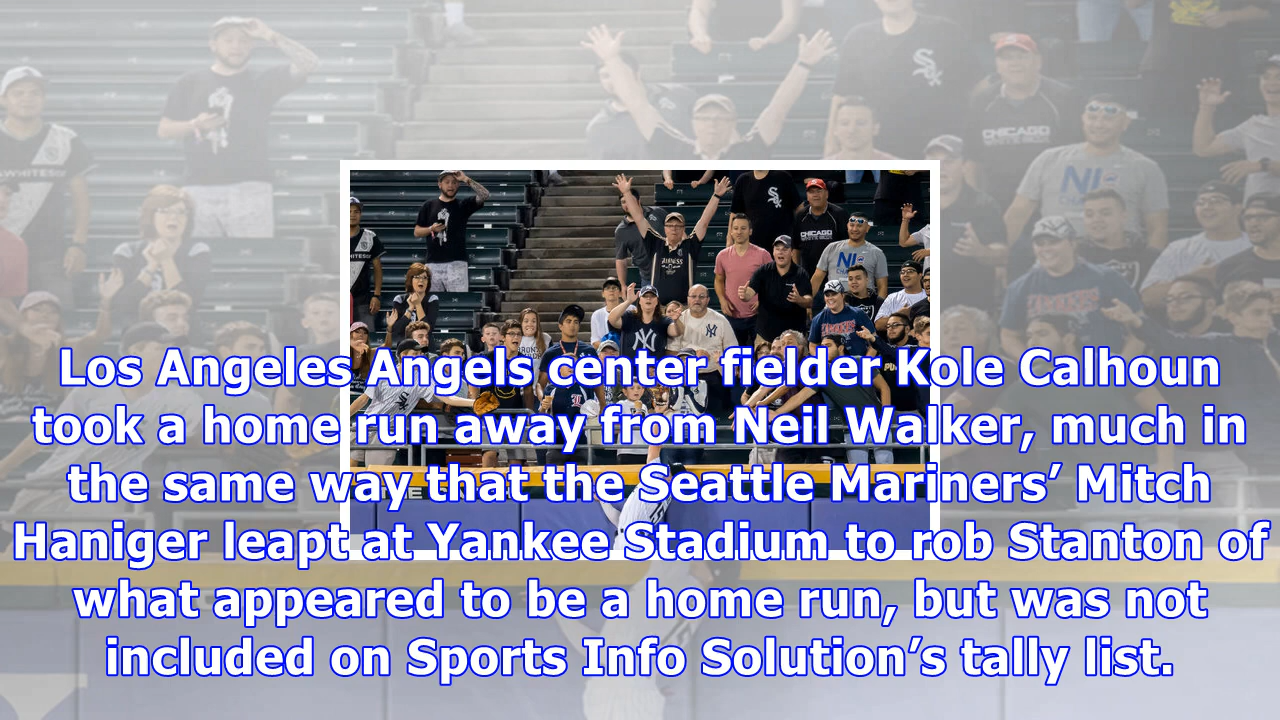 Los Angeles Angels center fielder Kole Calhoun
took a home run away from Neil Walker, much in
the same way that the Seattle Mariners’ Mitch
Haniger leapt at Yankee Stadium to rob Stanton of
what appeared to be a home run, but was not
included on Sports Info Solution’s tally list.
CHICAGO
NI